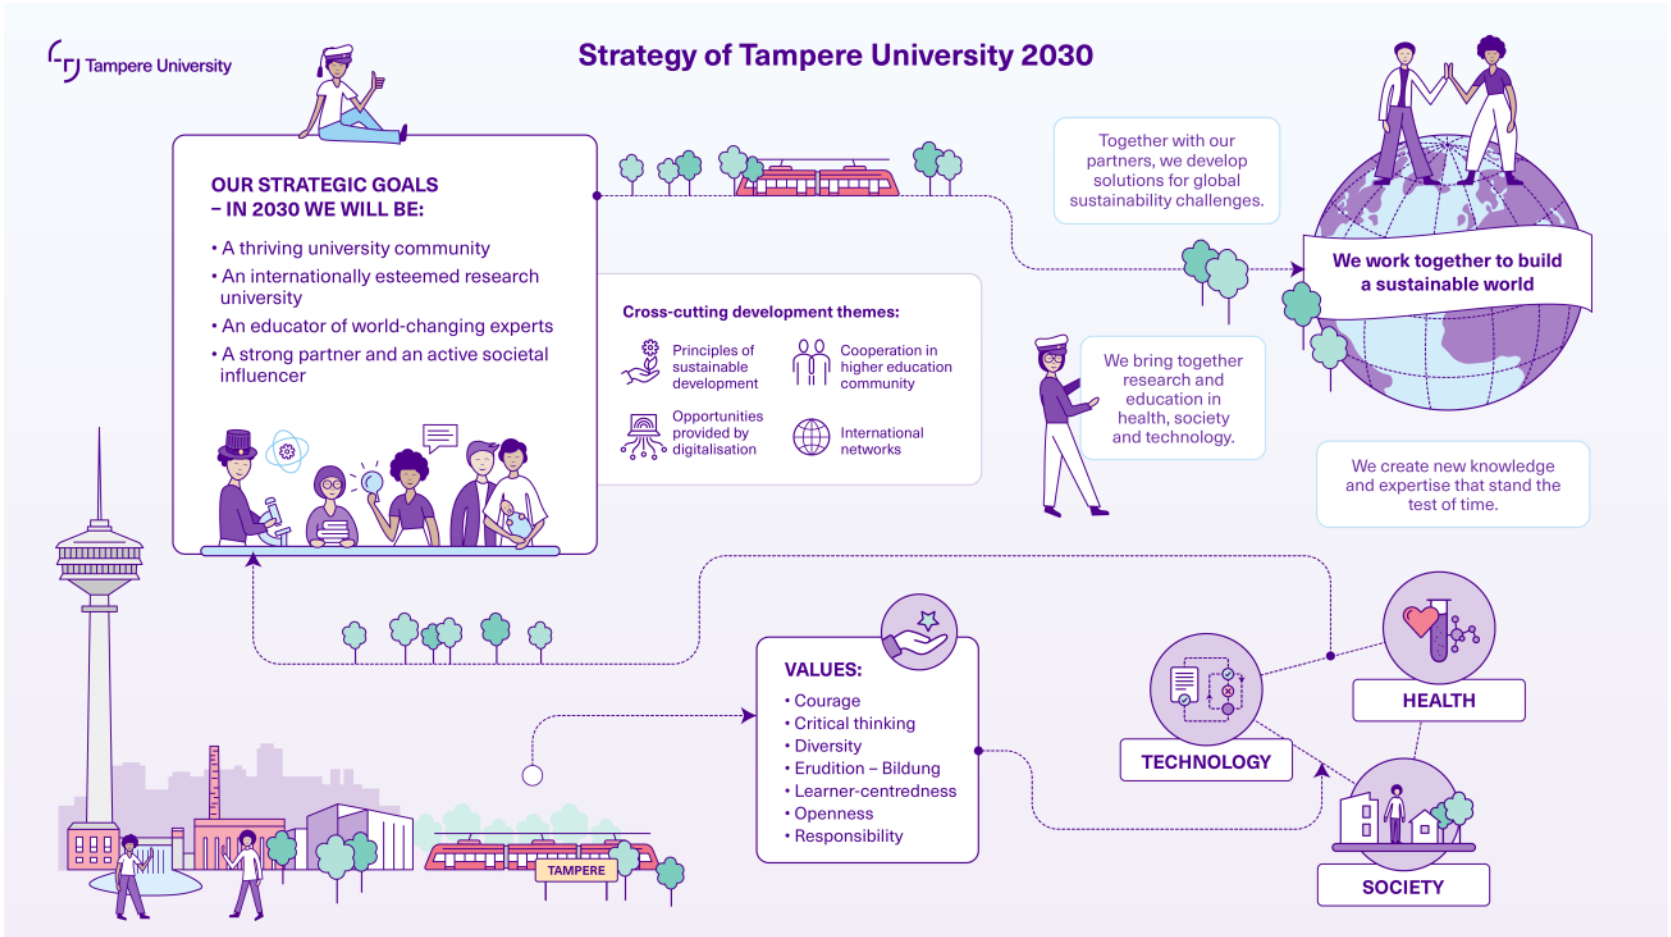 Tampere University
Strategy of Tampere University 2030
OUR STRATEGIC GOALS
– IN 2030 WE WILL BE:
• A thriving university community
• An internationally esteemed research
university
• An educator of world-changing experts
• A strong partner and an active societal
influencer
Cross-cutting development themes:
Principles of
sustainable
development
Cooperation in
higher education
community
Opportunities
provided by
digitalisation
International
networks
Together with our
partners, we develop
solutions for global
sustainability challenges.
We work together to build
a sustainable world
We bring together
research and
education in
health, society
and technology.
We create new knowledge
and expertise that stand the
test of time.
VALUES:
• Courage
• Critical thinking
• Diversity
• Erudition – Bildung
• Learner-centredness
• Openness
• Responsibility
HEALTH
TECHNOLOGY
SOCIETY
TAMPERE